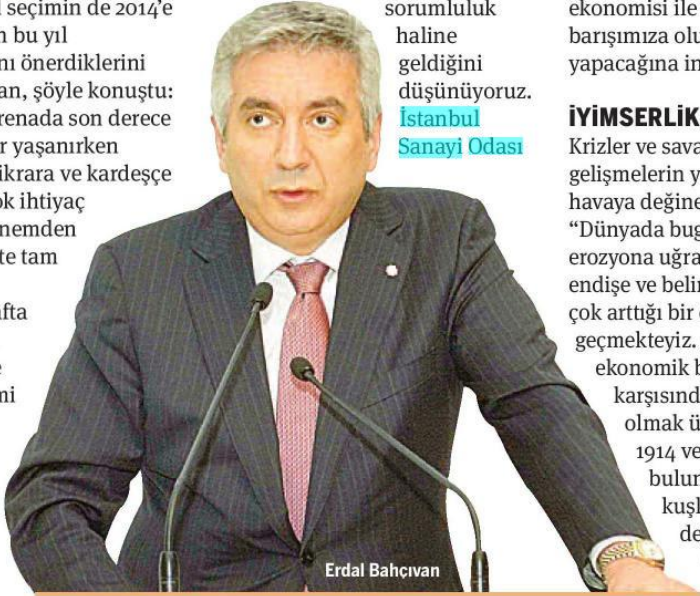 l seçimin de 2014'e
n bu yıl
nı önerdiklerini
an, şöyle konuştu:
renada son derece
r yaşanırken
ikrara ve kardeşçe
ok ihtiyaç
nemden
te tam
afta
e
mi
sorumluluk
haline
geldiğini
düşünüyoruz.
İstanbul
Sanayi Odası
ekonomisi ile
barışımıza olu
yapacağına in
İYİMSERLİK
Krizler ve sava
gelişmelerin y
havaya değine
“Dünyada bug
erozyona uğra
endişe ve belir
çok arttığı bir
geçmekteyiz.
ekonomik b
karşısınd
olmak ü
1914 ve
bulun
kuşl
de
Erdal Bahçıvan